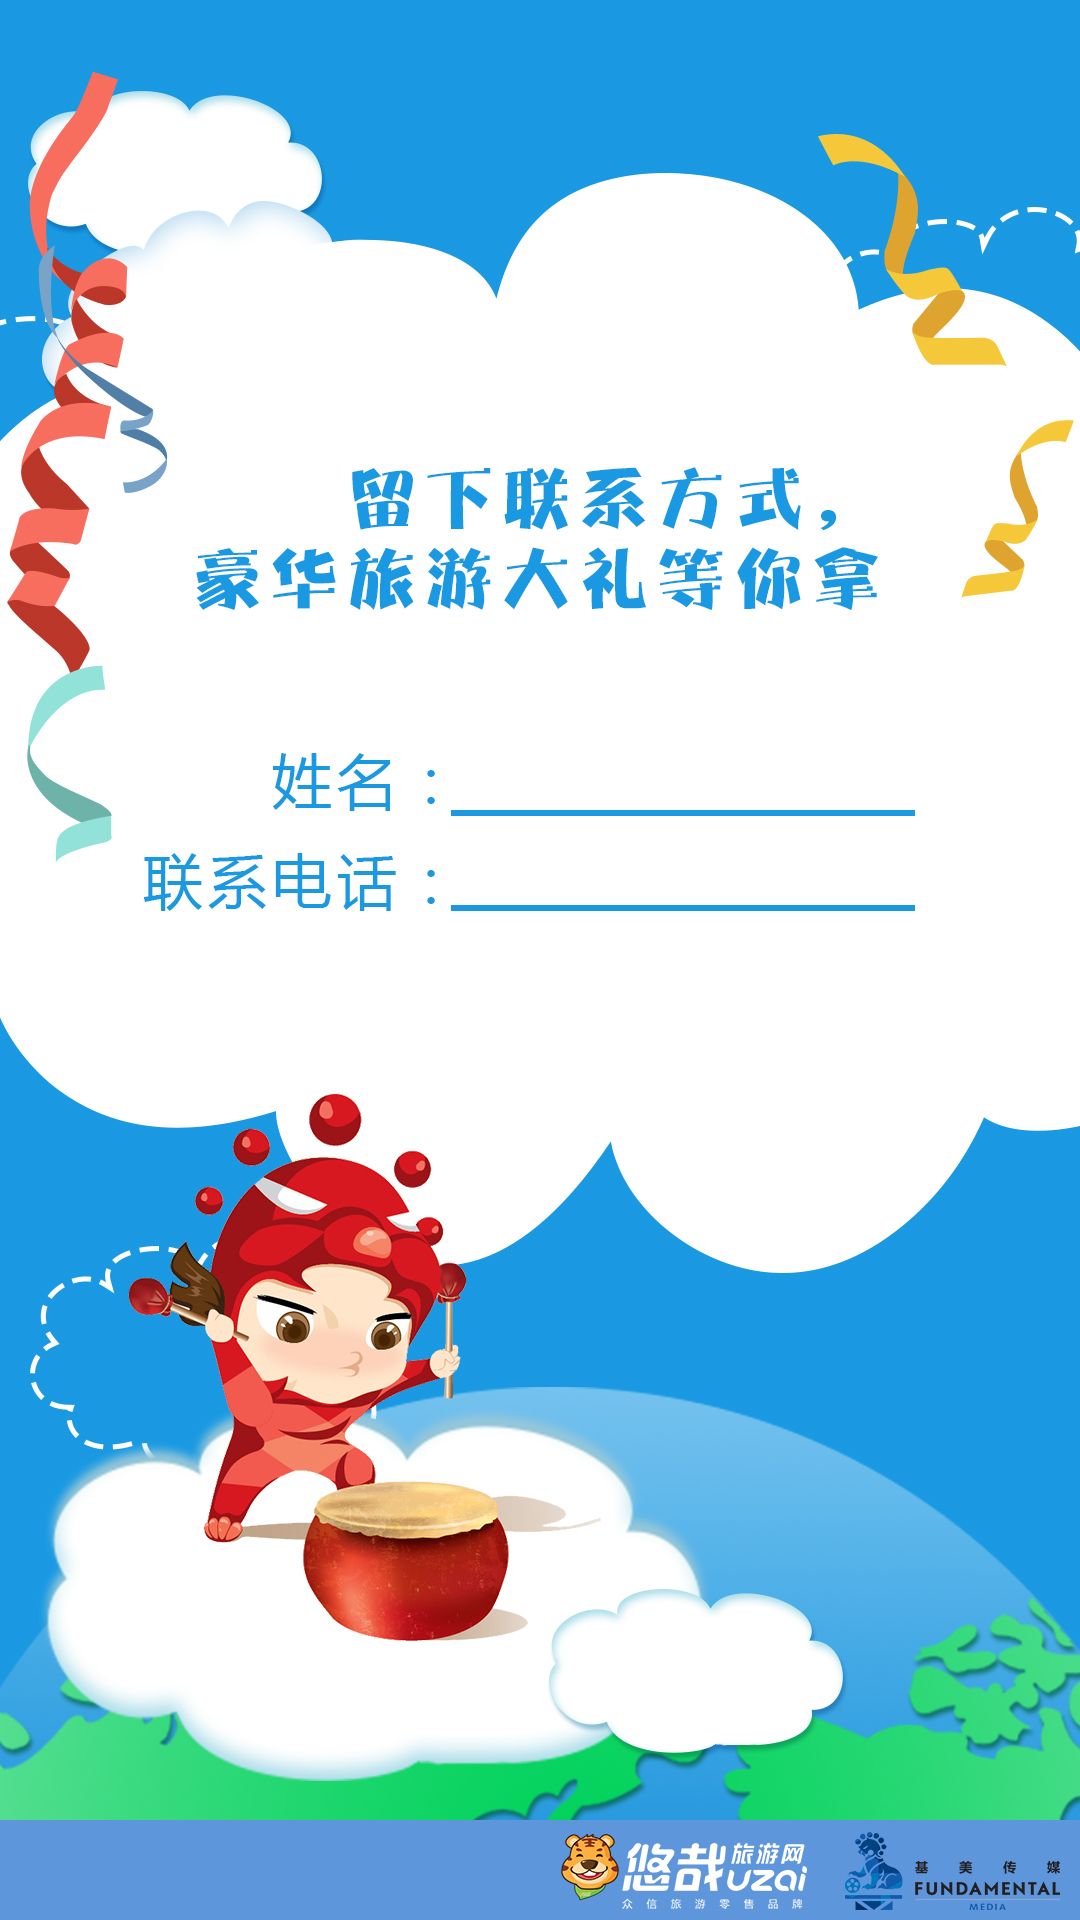 留下联系方式，
豪华旅游大礼等你拿
姓名：
联系电话：
悠哉旅游网
uzai
众信旅游零售品牌
基美传媒
FUNDAMENTAL
MEDIA